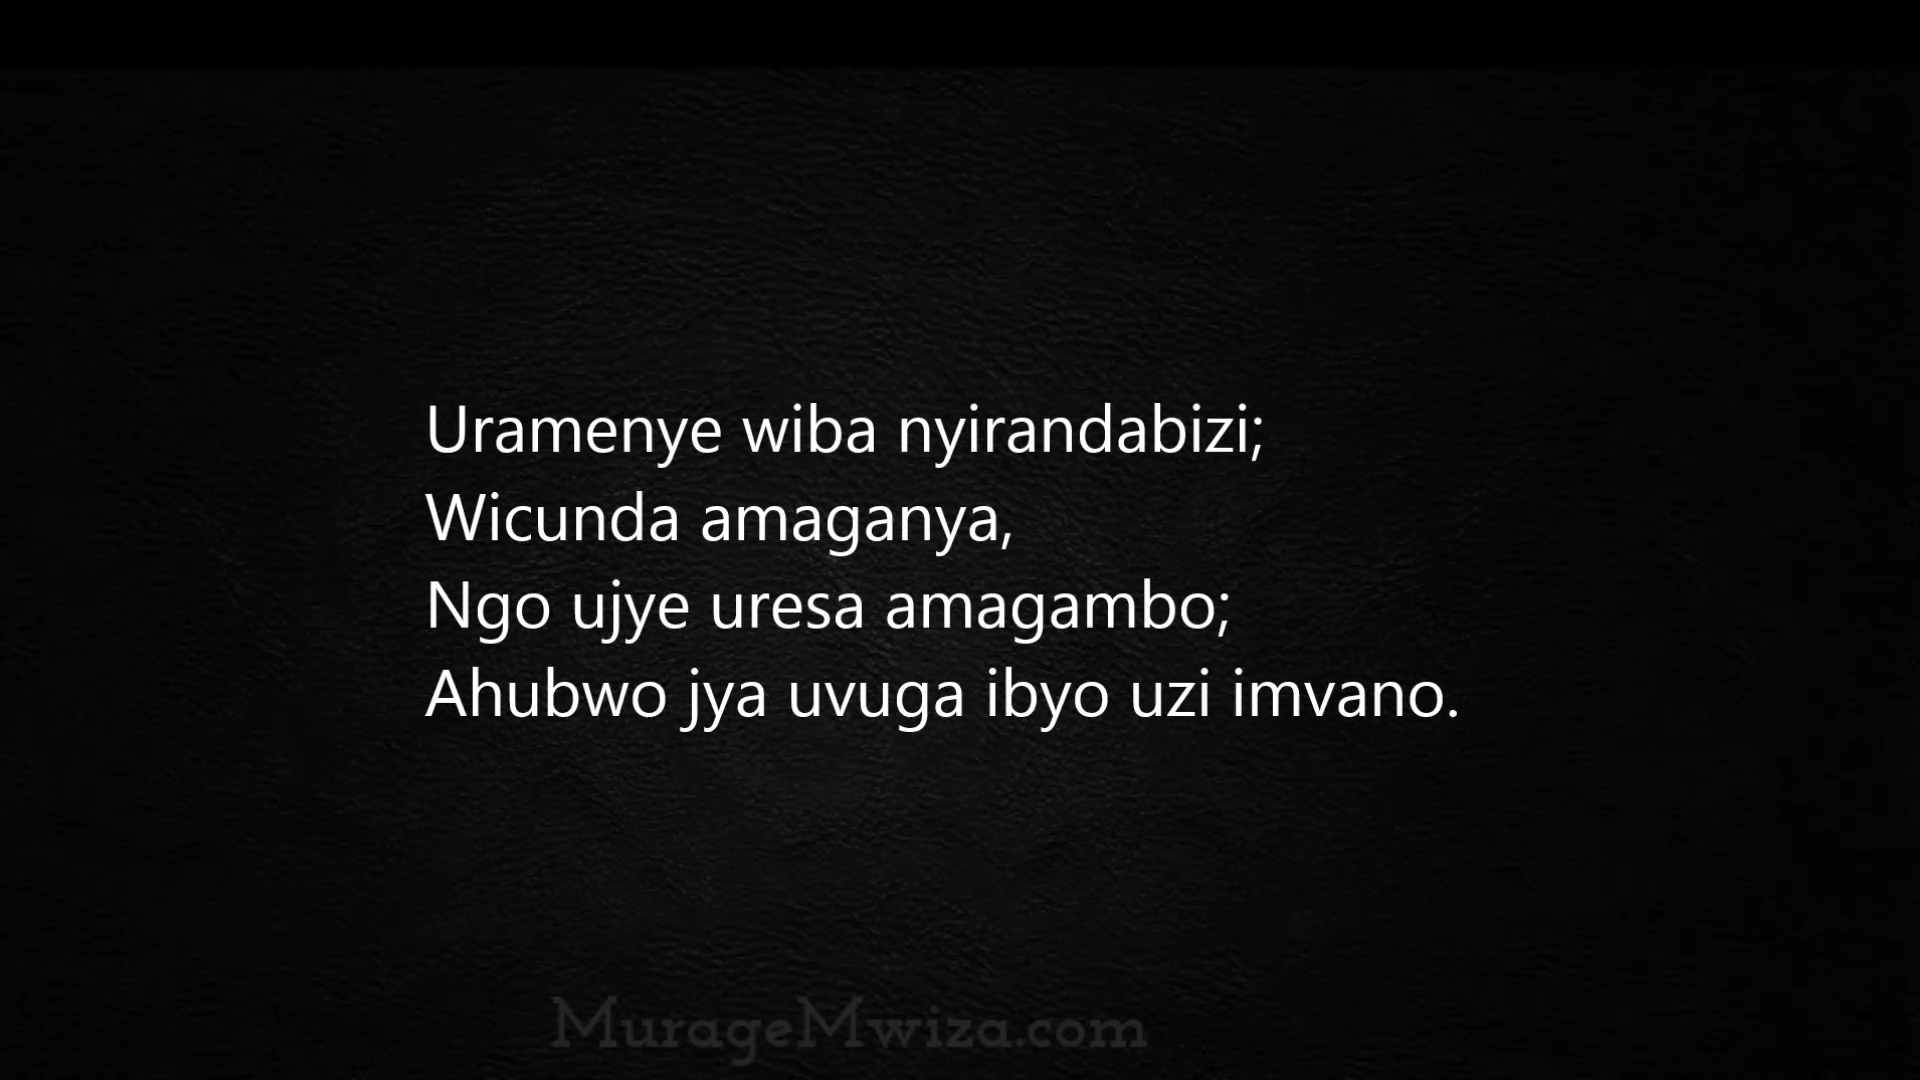 Uramenye wiba nyirandabizi;
Wicunda amaganya,
Ngo ujye uresa amagambo;
Ahubwo jya uvuga ibyo uzi imvano.
MurageMwiza.com